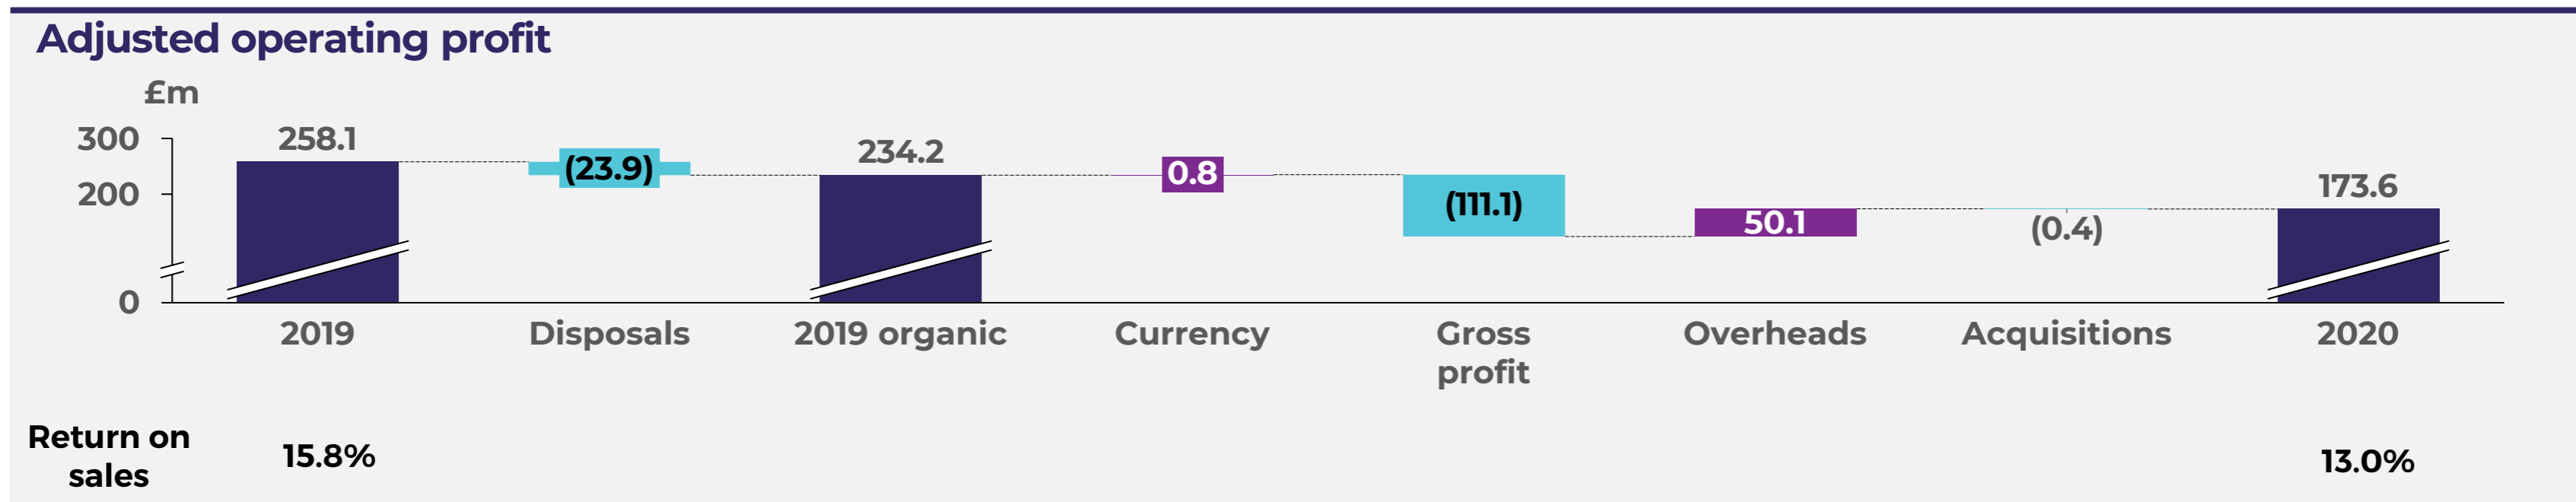 Adjusted operating profit
£m
300
200
0
258.1
(23.9)
234.2
0.8
(111.1)
50.1
(0.4)
173.6
2019
Disposals
2019 organic
Currency
Gross
profit
Overheads
Acquisitions
2020
Return on
sales
15.8%
13.0%